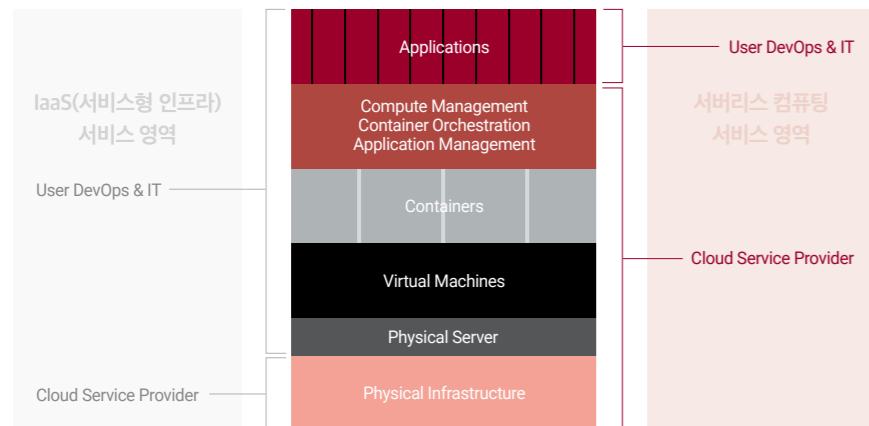 Applications
User DevOps & IT
IaaS(서비스형 인프라)
서비스 영역
Compute Management
Container Orchestration
Application Management
서버리스 컴퓨팅
서비스 영역
User DevOps & IT
Containers
Cloud Service Provider
Virtual Machines
Physical Server
Cloud Service Provider
Physical Infrastructure